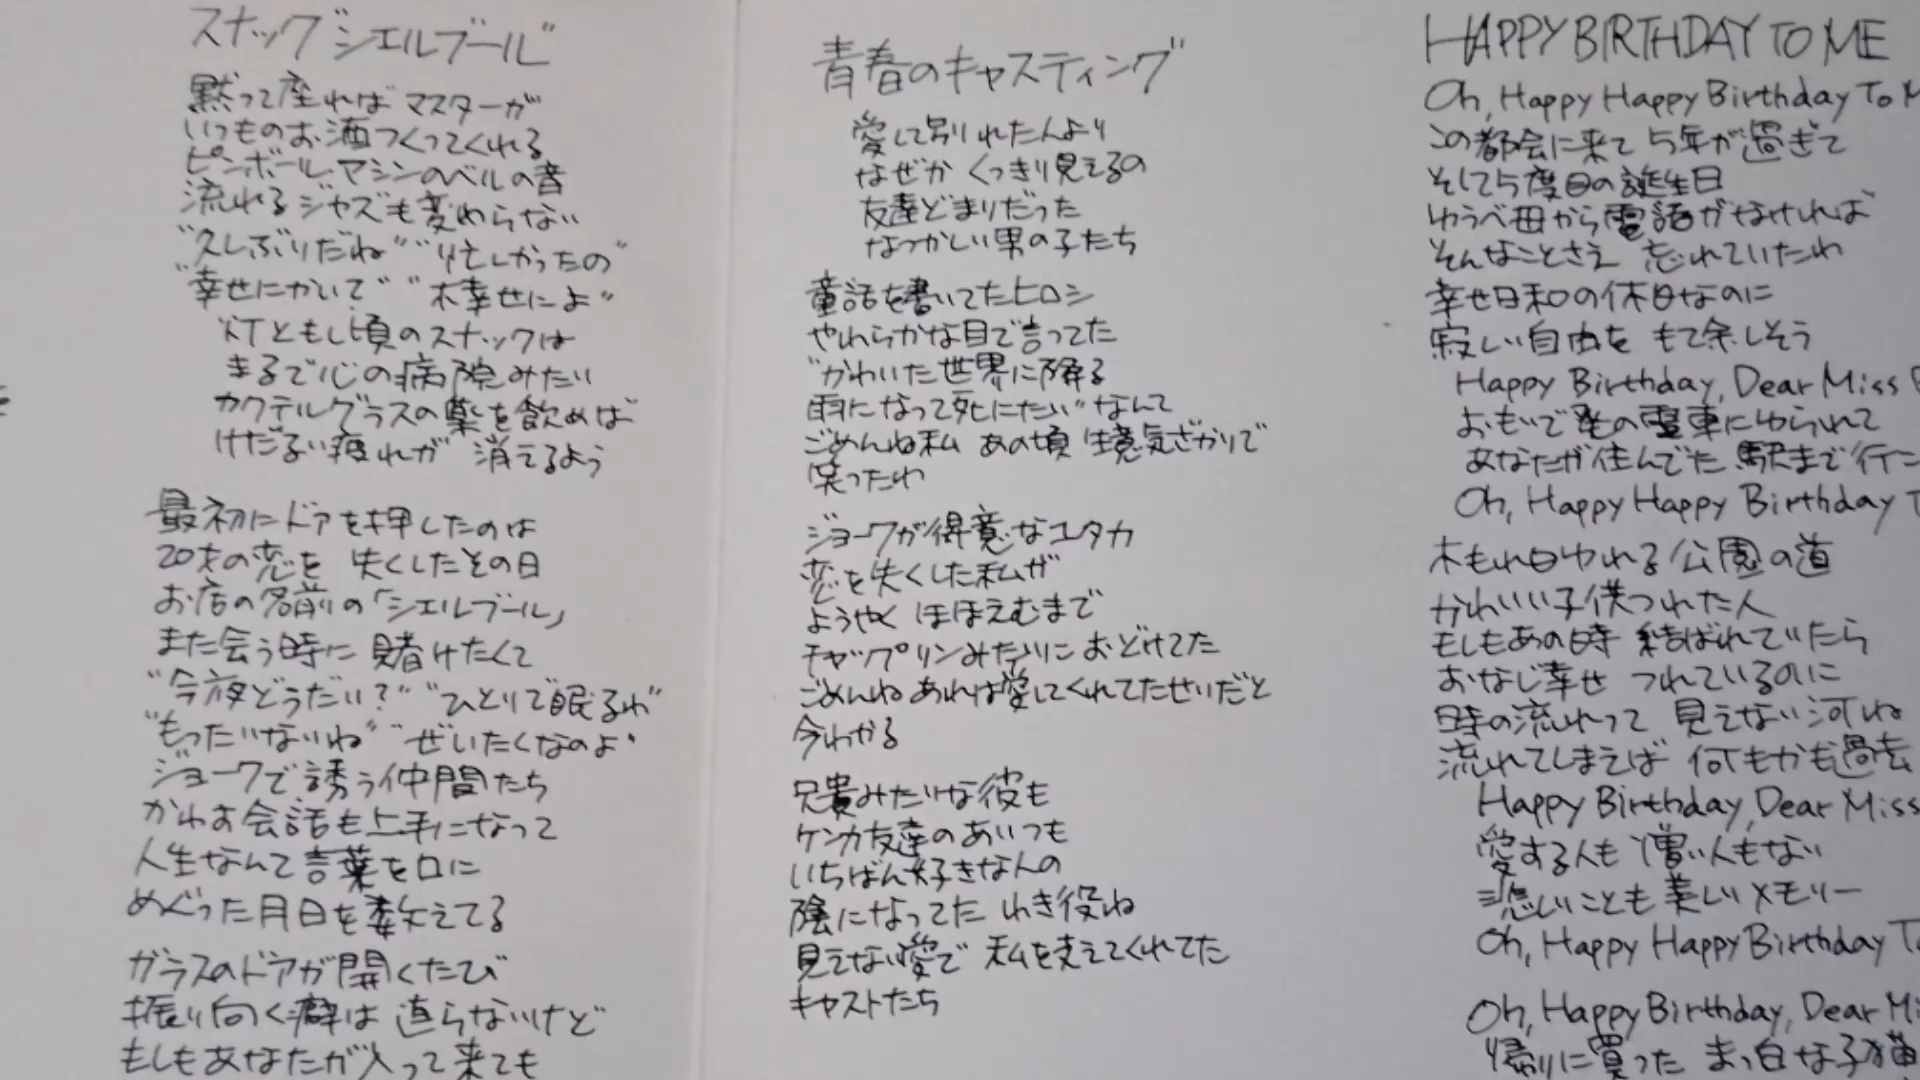 スナック“シェルブール”
黙って座れば マスターが
いつものお酒つくってくれる
ピンボール・マシンのベルの音
流れるジャズも変わらない
“久しぶりだね” “忙しかったの”
“幸せにかいで” “不幸せによ”
灯ともし頃のスナックは
まるで心の病院みたい
カクテルグラスの薬を飲めば
けだるい疲れが 消えるよう
最初にドアを押したのは
20才の恋を 失くしたその日
お店の名前の「シェルブール」
また会う時に 賭けたくて
“今夜どうだい?” “ひとりで眠るわ”
“もったいないね” “ぜいたくなのよ”
ジョークで誘う仲間たち
かわす会話も上手になって
人生なんて言葉を口に
めぐった月日を数えてる
ガラスのドアが開くたび
振り向く癖は 直らないけど
もしもあなたが入って来ても
青春のキャスティング
愛して別れた人より
なぜか くっきり見えるの
友達どまりだった
なつかしい男の子たち
童話を書いてたヒロシ
やわらかな目で言ってた
“かわいた世界に降る
雨になって死にたい”なんて
ごめんね私 あの頃 生意気ざかりで
笑ったわ
ジョークが得意なユタカ
恋を失くした私が
ようやく ほほえむまで
チャップリンみたいに おどけてた
ごめんね あれは愛してくれてたせいだと
今わかる
兄貴みたいな役も
ケンカ友達のあいつも
いちばん好きな人の
陰になってた わき役ね
見えない愛で 私を支えてくれてた
キャストたち
HAPPY BIRTHDAY TO ME
Oh, Happy Happy Birthday To
この都会に来て 5年が過ぎて
そして5度目の誕生日
ゆうべ母から電話がなければ
そんなことさえ 忘れていたわ
幸せ日和の休日なのに
寂しい自由を もて余しそう
Happy Birthday, Dear Miss
おもいで色の電車にゆられて
あなたが住んでた 駅まで行こ
Oh, Happy Happy Birthday
木もれ日ゆれる公園の道
かわいい子供つれた人
もしもあの時 結ばれていたら
おなじ幸せ つれているのに
時の流れって 見えない河ね
流れてしまえば 何もかも過去
Happy Birthday, Dear Miss
愛する人も 憎い人もない
悲しいことも 美しいメモリー
Oh, Happy Happy Birthday
Oh, Happy Birthday, Dear
帰りに買った まっ白な子猫